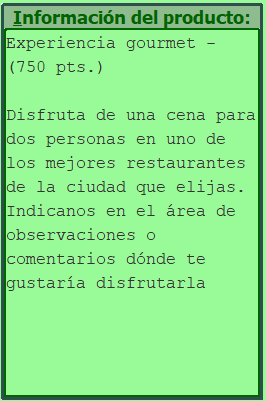 Información del producto:
Experiencia gourmet -
(750 pts.)
Disfruta de una cena para
dos personas en uno de
los mejores restaurantes
de la ciudad que elijas.
Indicanos en el área de
observaciones o
comentarios dónde te
gustaría disfrutarla